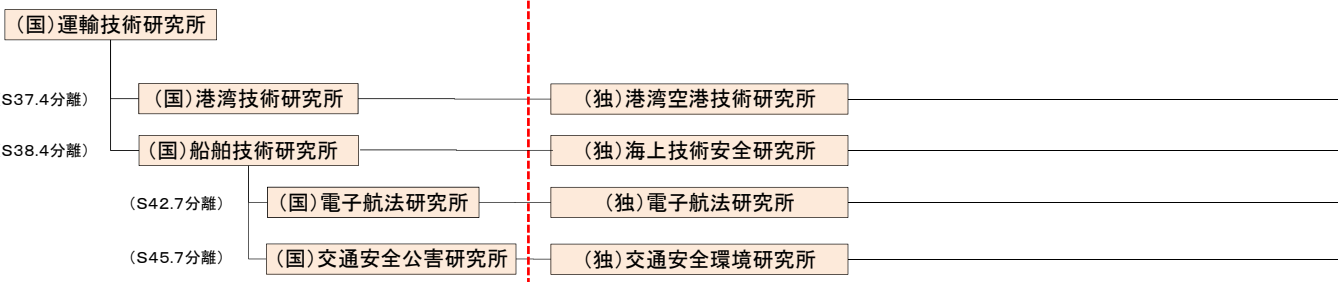 （国）運輸技術研究所
S37.4分離）
（国）港湾技術研究所
（独）港湾空港技術研究所
S38.4分離）
（国）船舶技術研究所
（独）海上技術安全研究所
（S42.7分離）
（国）電子航法研究所
（独）電子航法研究所
（S45.7分離）
（国）交通安全公害研究所
（独）交通安全環境研究所